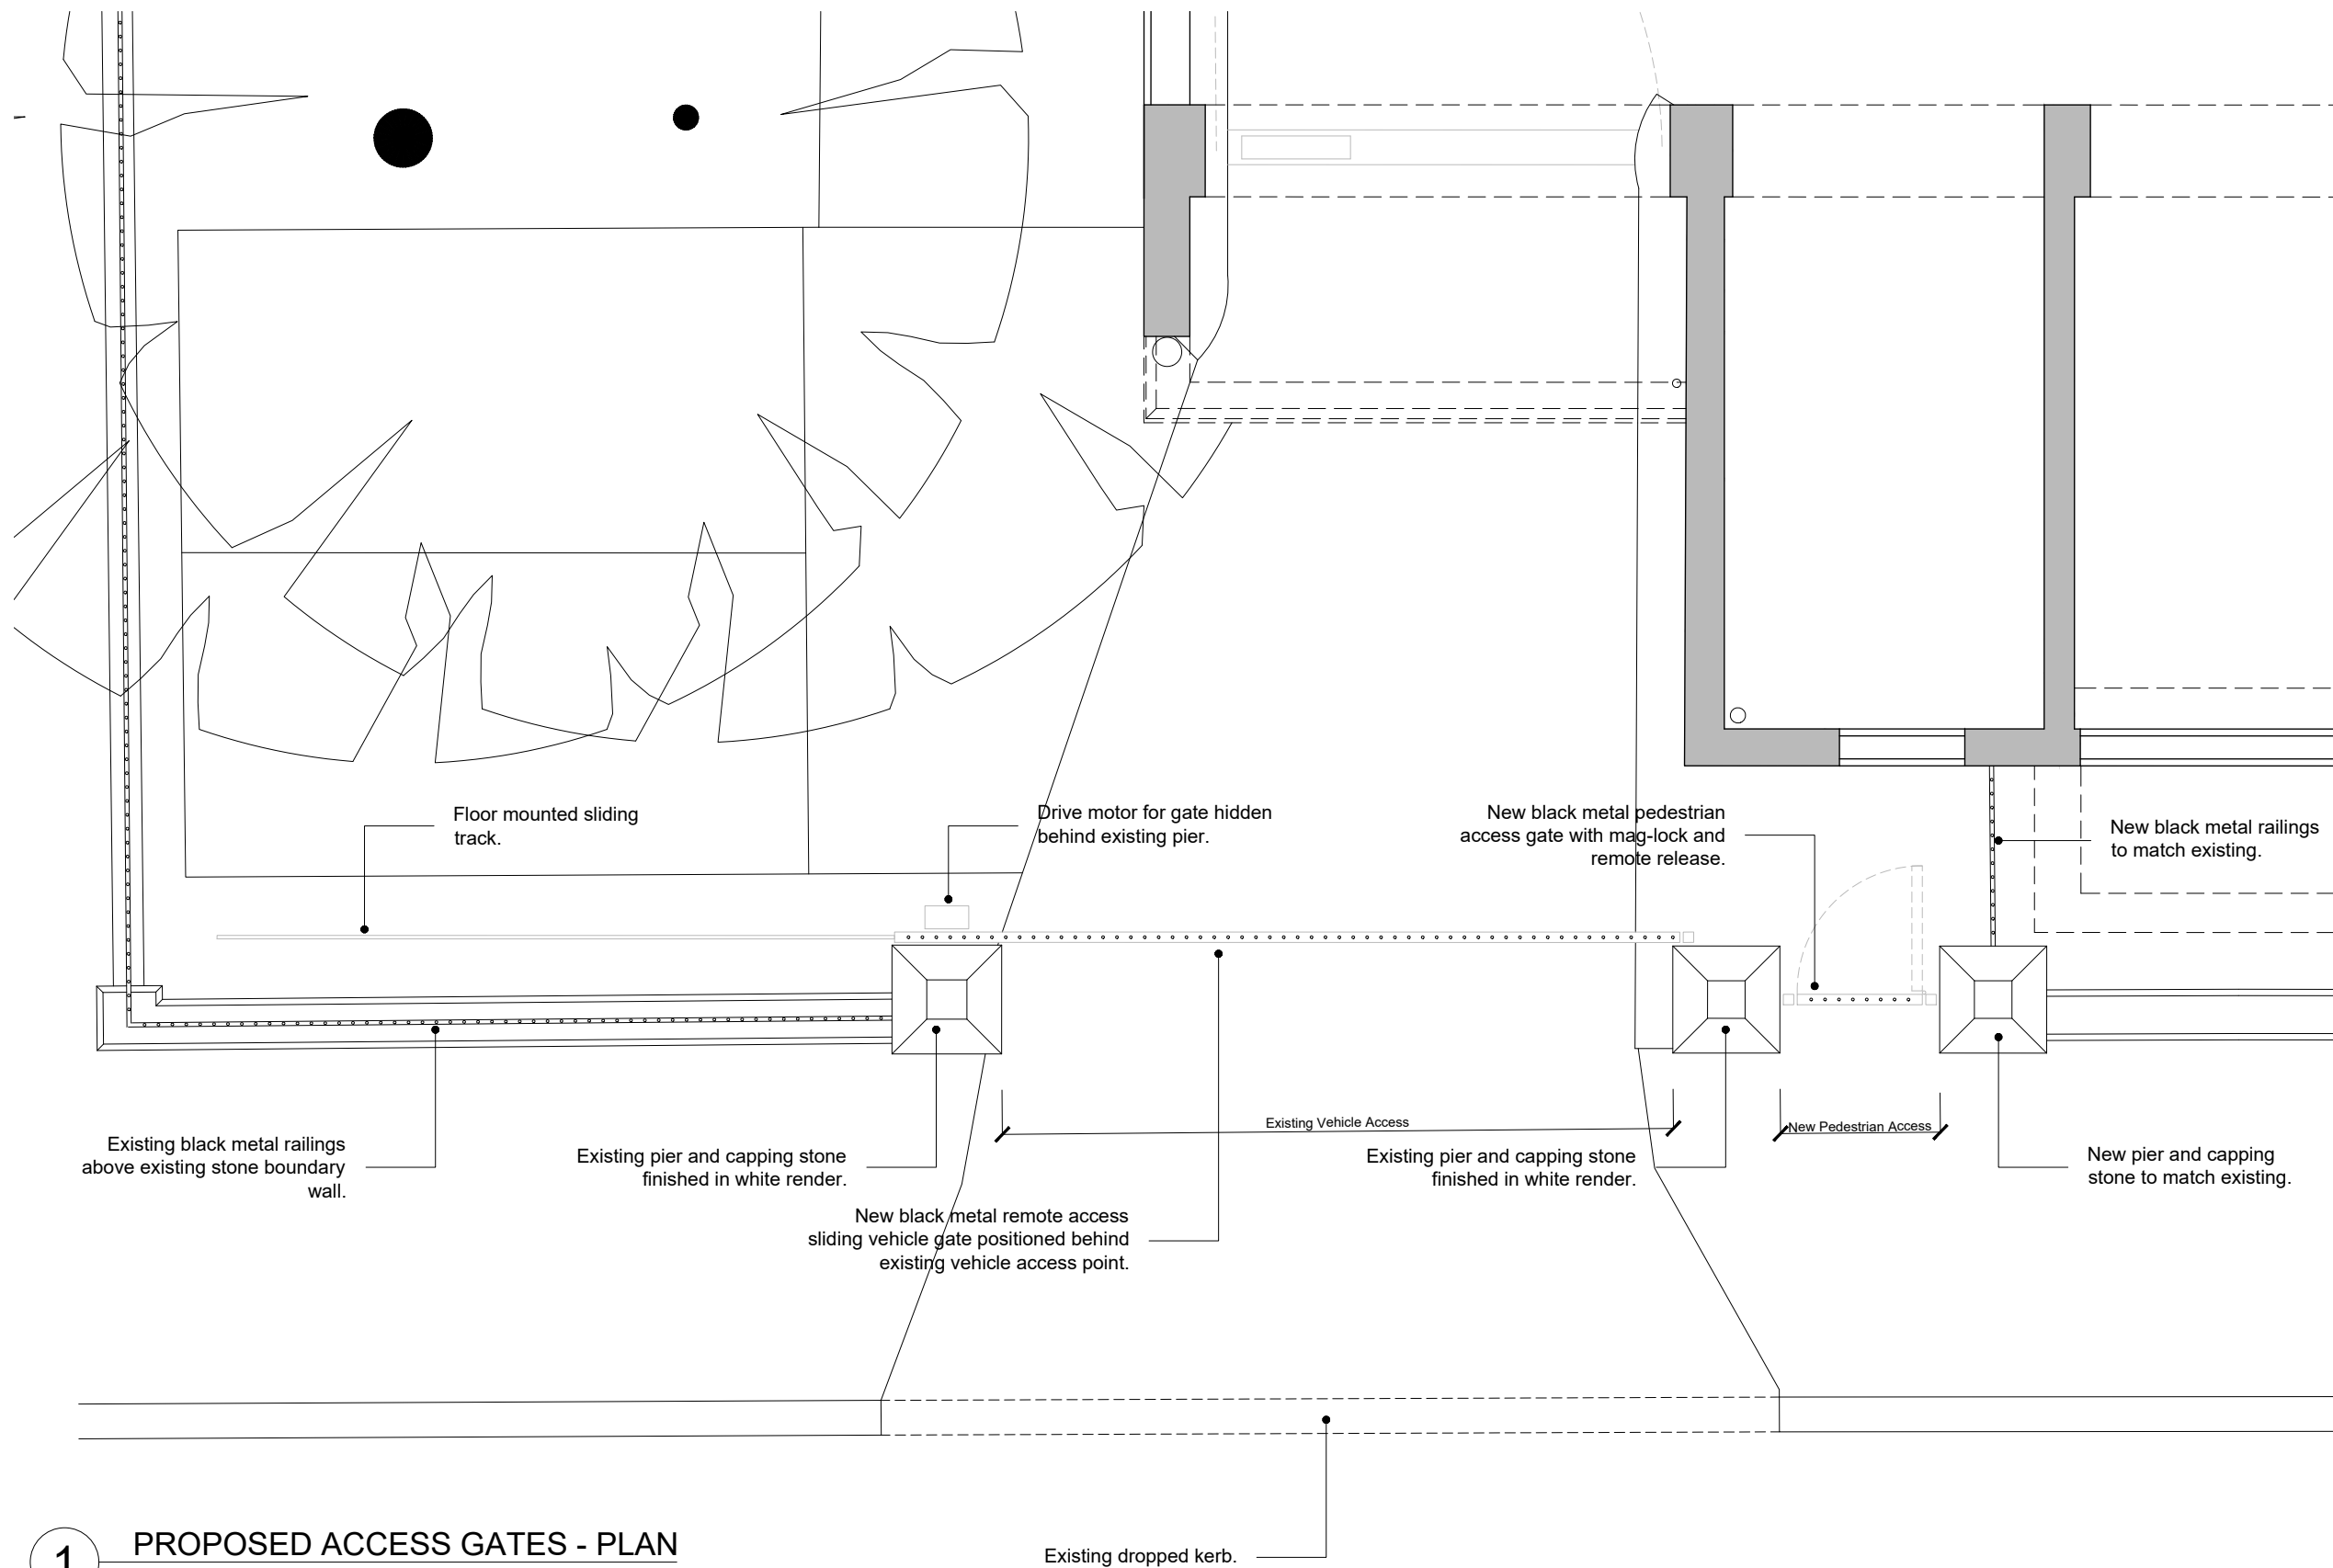 Floor mounted sliding
track.
Drive motor for gate hidden
behind existing pier.
New black metal pedestrian
access gate with mag-lock and
remote release.
New black metal railings
to match existing.
Existing Vehicle Access
New Pedestrian Access
Existing black metal railings
above existing stone boundary
wall.
Existing pier and capping stone
finished in white render.
Existing pier and capping stone
finished in white render.
New pier and capping
stone to match existing.
New black metal remote access
sliding vehicle gate positioned behind
existing vehicle access point.
1
PROPOSED ACCESS GATES - PLAN
Existing dropped kerb.